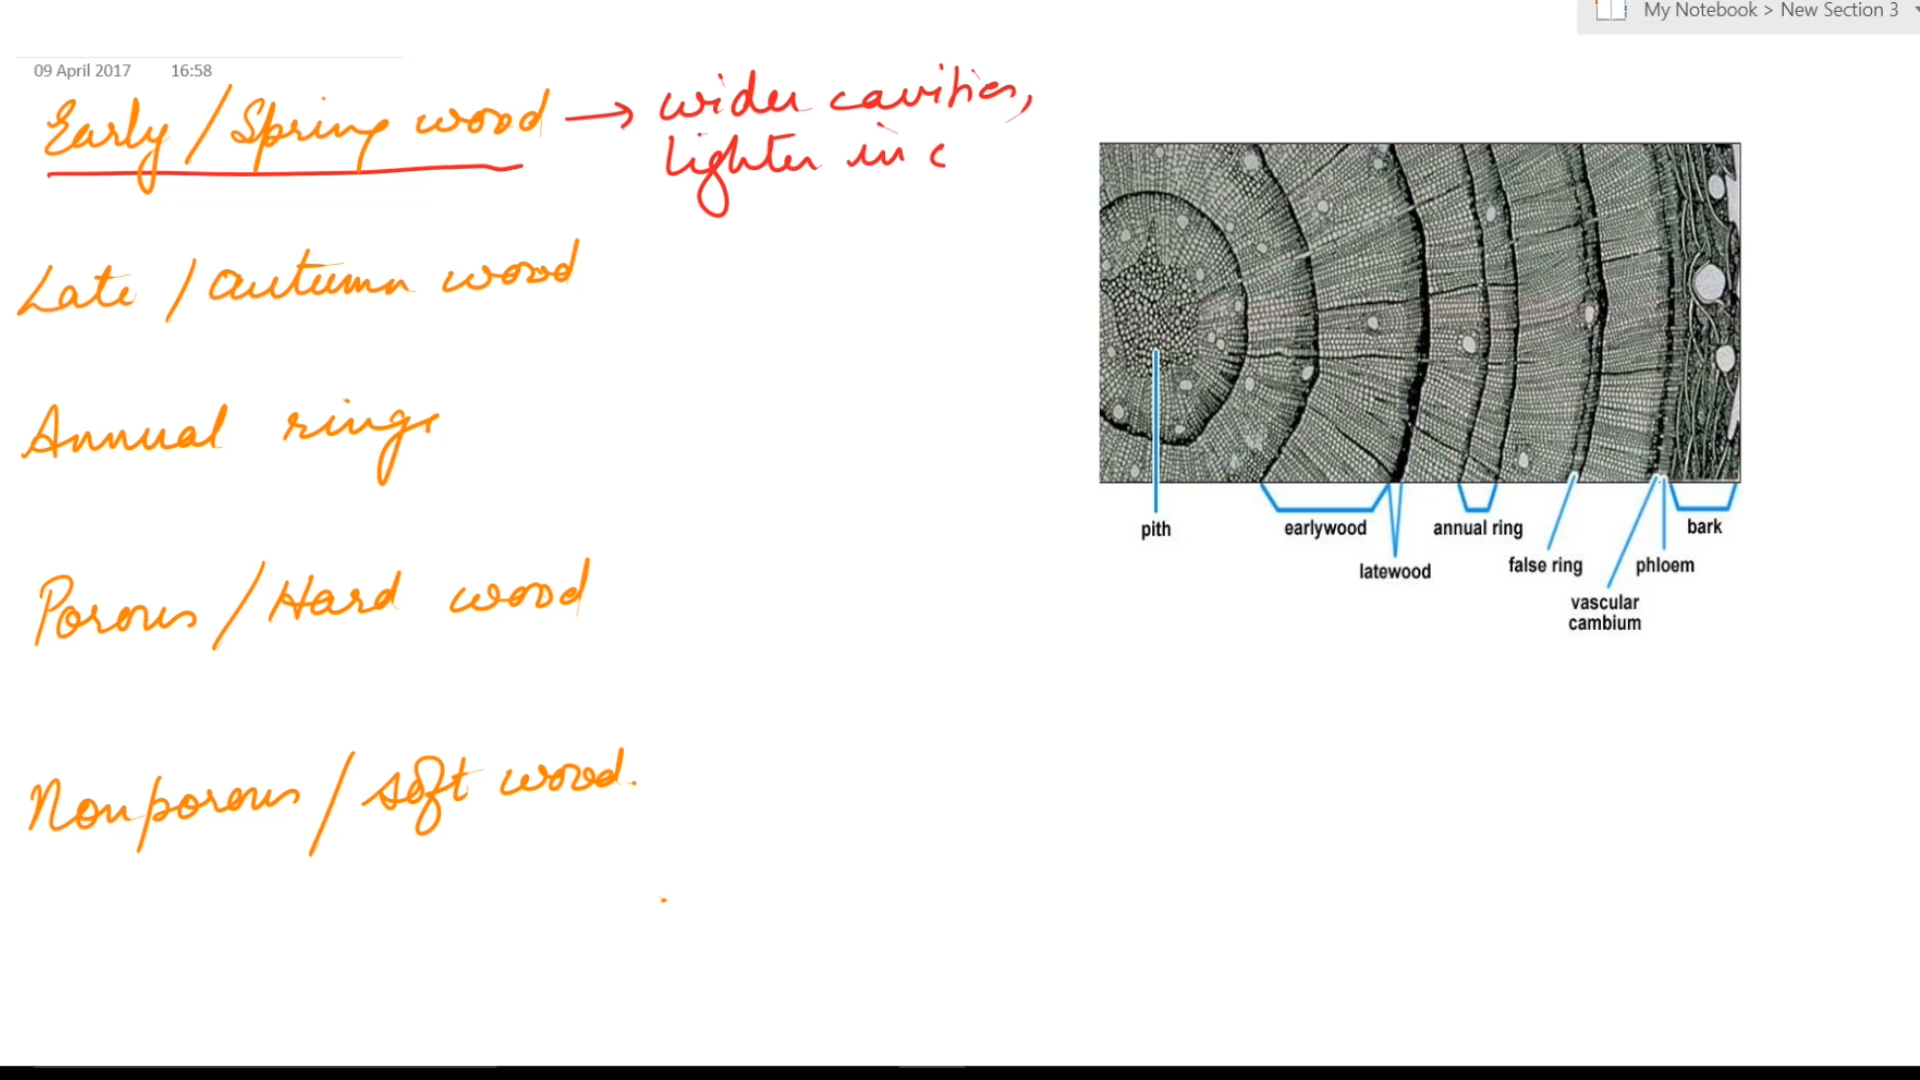 My Notebook > New Section 3
09 April 2017 16:58
Early / Spring wood → wider cavities,
lighter in c
Late / autumn wood
Annual rings
Porous / Hard wood
Nonporous / soft wood.
pith
earlywood
annual ring
bark
latewood
false ring
phloem
vascular
cambium